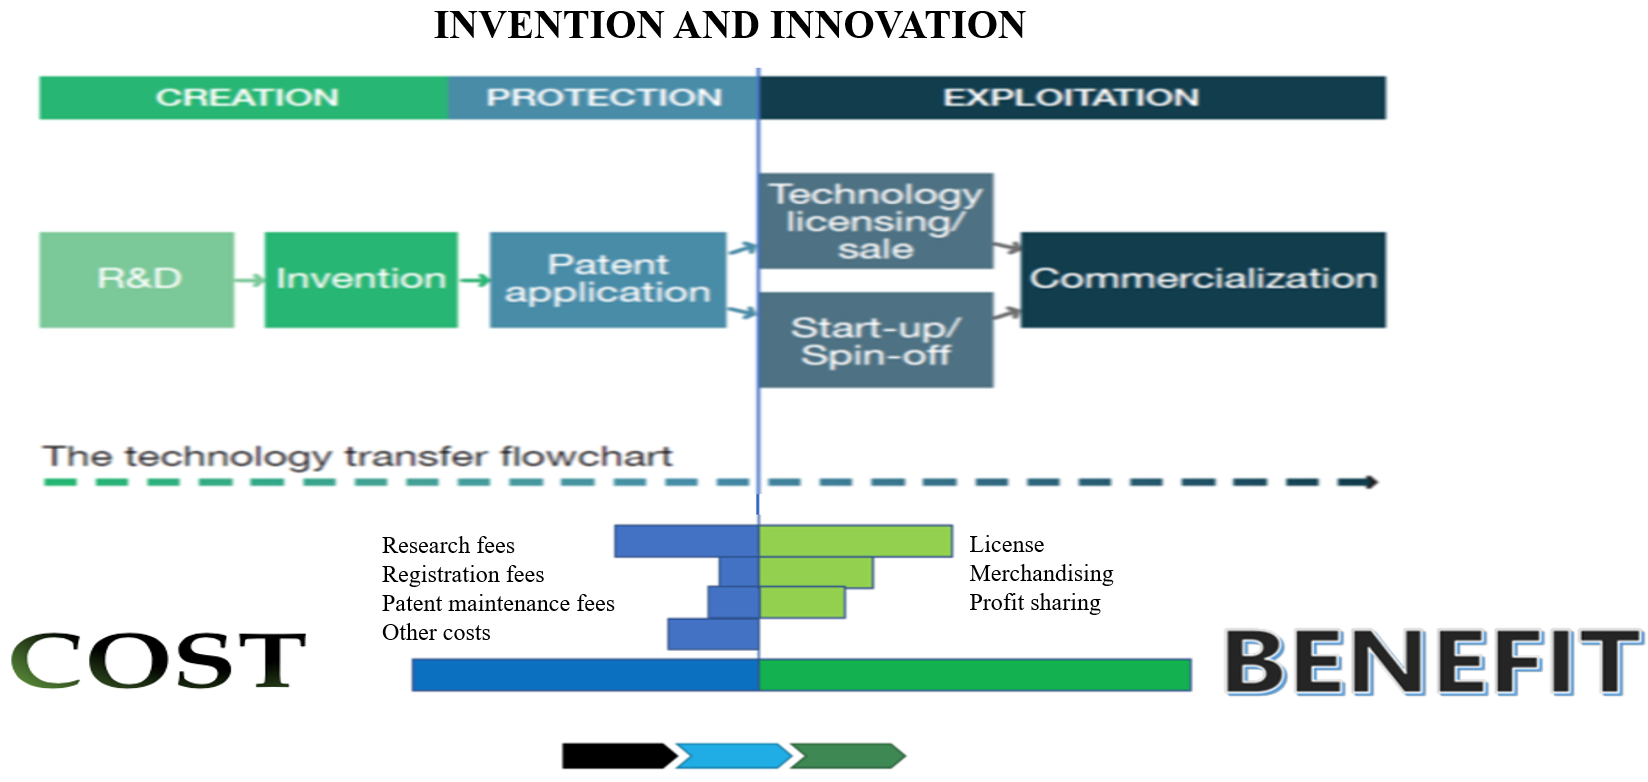 INVENTION AND INNOVATION
CREATION
PROTECTION
EXPLOITATION
R&D
Invention
Patent
application
Technology
licensing/
sale
Start-up/
Spin-off
Commercialization
The technology transfer flowchart
Research fees
Registration fees
Patent maintenance fees
Other costs
License
Merchandising
Profit sharing
COST
BENEFIT